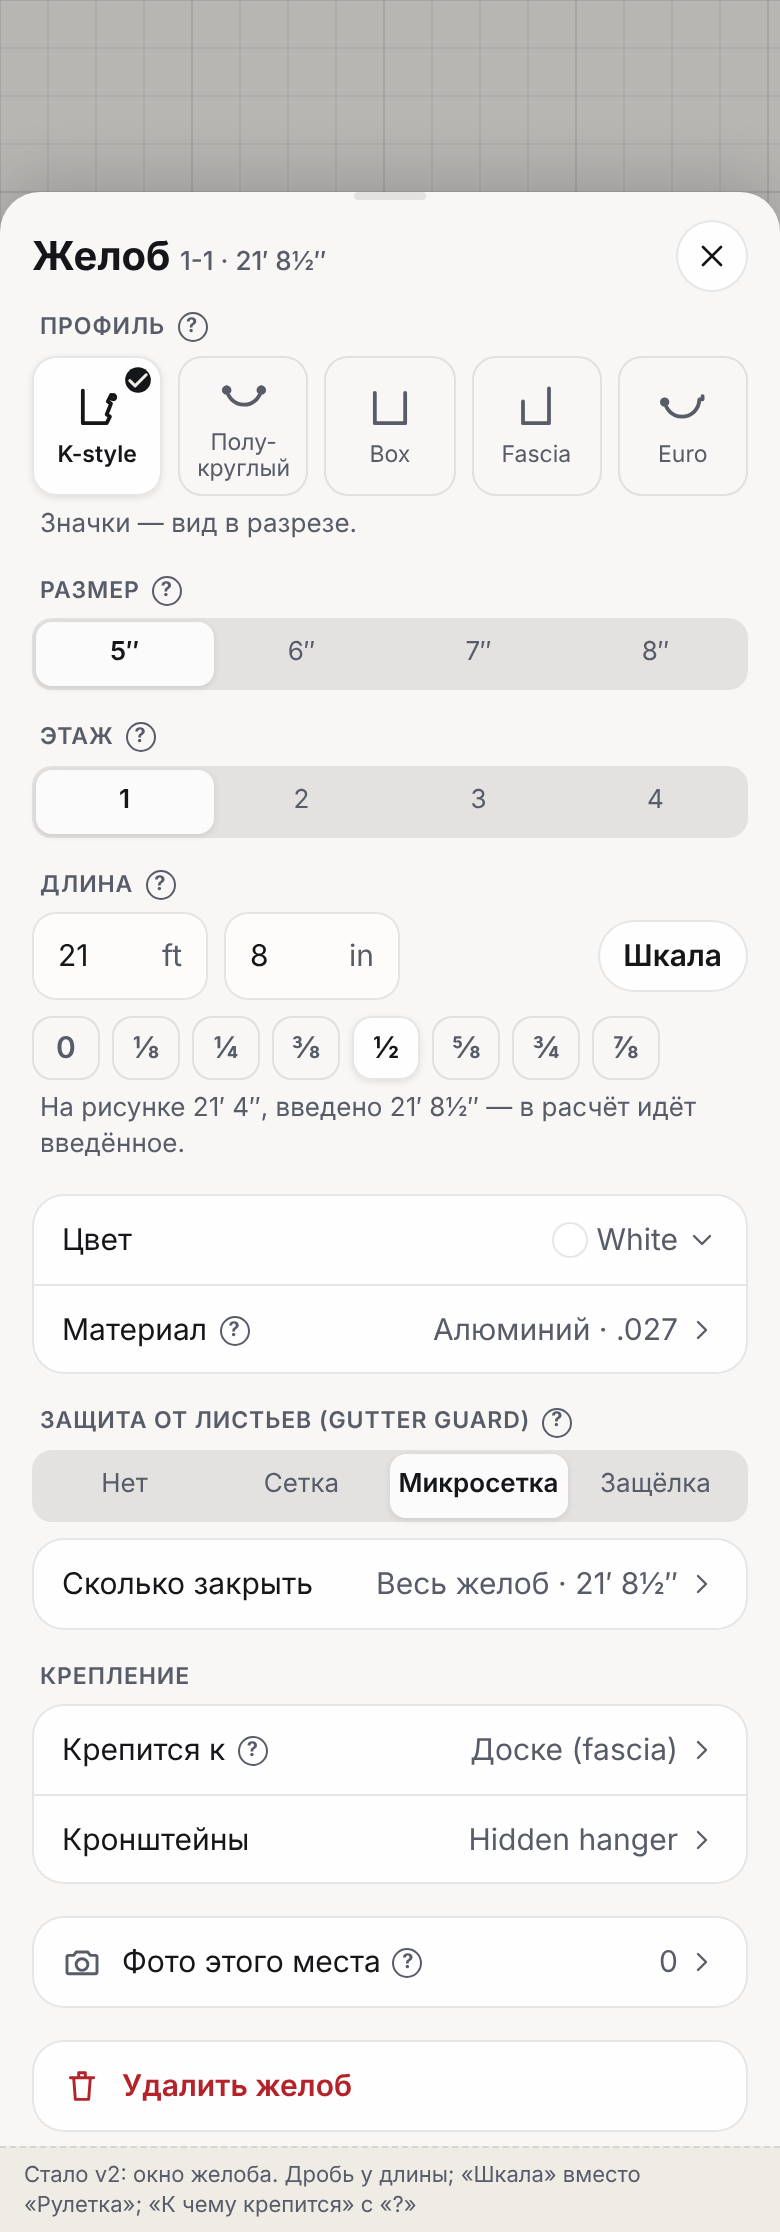 Желоб 1-1 · 21′ 8½″
ПРОФИЛЬ ?
K-style
Полу-
круглый
Box
Fascia
Euro
Значки — вид в разрезе.
РАЗМЕР ?
5″ 6″ 7″ 8″
ЭТАЖ ?
1 2 3 4
ДЛИНА ?
21 ft 8 in Шкала
0 ⅛ ¼ ⅜ ½ ⅝ ¾ ⅞
На рисунке 21′ 4″, введено 21′ 8½″ — в расчёт идёт
введённое.
Цвет White
Материал ? Алюминий · .027
ЗАЩИТА ОТ ЛИСТЬЕВ (GUTTER GUARD) ?
Нет Сетка Микросетка Защёлка
Сколько закрыть Весь желоб · 21′ 8½″
КРЕПЛЕНИЕ
Крепится к ? Доске (fascia)
Кронштейны Hidden hanger
Фото этого места ? 0
Удалить желоб
Стало v2: окно желоба. Дробь у длины; «Шкала» вместо
«Рулетка»; «К чему крепится» с «?»